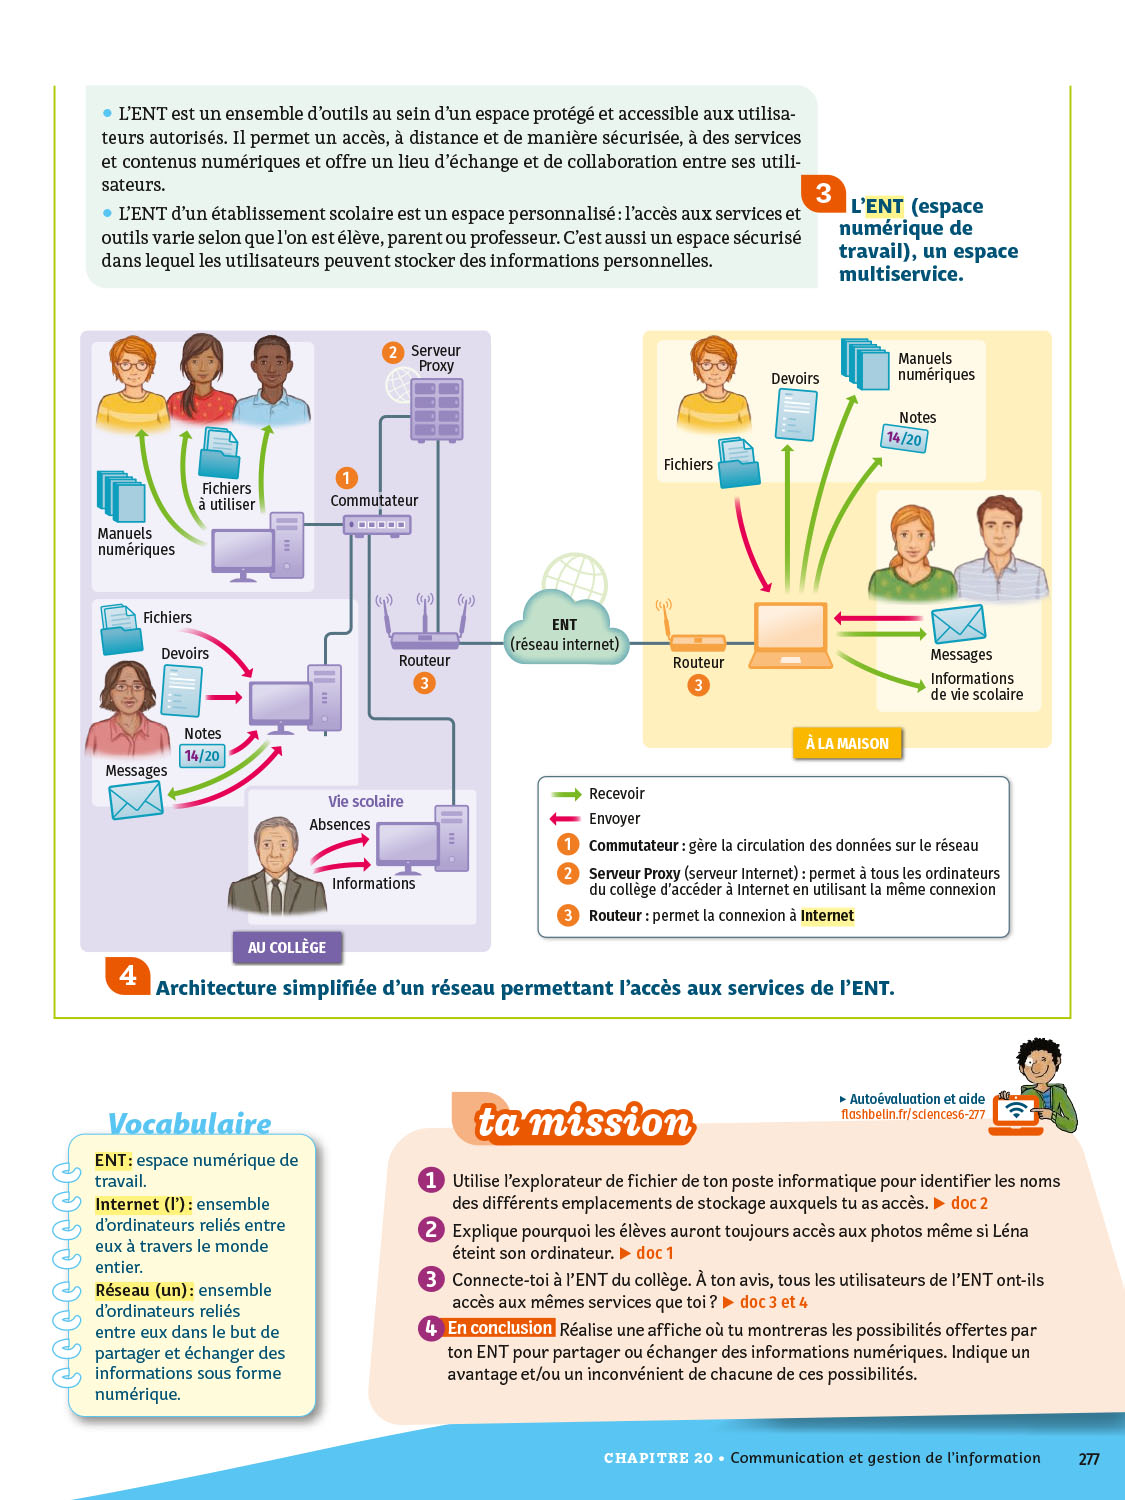 • L'ENT est un ensemble d'outils au sein d'un espace protégé et accessible aux utilisa-
teurs autorisés. Il permet un accès, à distance et de manière sécurisée, à des services
et contenus numériques et offre un lieu d'échange et de collaboration entre ses utili-
sateurs.
• L'ENT d'un établissement scolaire est un espace personnalisé : l'accès aux services et
outils varie selon que l'on est élève, parent ou professeur. C'est aussi un espace sécurisé
dans lequel les utilisateurs peuvent stocker des informations personnelles.
3
L'ENT (espace
numérique de
travail), un espace
multiservice.
2 Serveur
Proxy
1
Commutateur
Fichiers
à utiliser
Manuels
numériques
Fichiers
Devoirs
Notes
14/20
Messages
Vie scolaire
Absences
Informations
Routeur
3
AU COLLÈGE
ENT
(réseau internet)
Routeur
3
Devoirs
Manuels
numériques
Notes
14/20
Fichiers
Messages
Informations
de vie scolaire
À LA MAISON
Recevoir
Envoyer
1 Commutateur : gère la circulation des données sur le réseau
2 Serveur Proxy (serveur Internet) : permet à tous les ordinateurs
du collège d'accéder à Internet en utilisant la même connexion
3 Routeur : permet la connexion à Internet
4 Architecture simplifiée d'un réseau permettant l'accès aux services de l'ENT.
Vocabulaire
ENT : espace numérique de
travail.
Internet (l') : ensemble
d'ordinateurs reliés entre
eux à travers le monde
entier.
Réseau (un) : ensemble
d'ordinateurs reliés
entre eux dans le but de
partager et échanger des
informations sous forme
numérique.
ta mission
▶ Autoévaluation et aide
flashbelin.fr/sciences6-277
1 Utilise l'explorateur de fichier de ton poste informatique pour identifier les noms
des différents emplacements de stockage auxquels tu as accès. ▶ doc 2
2 Explique pourquoi les élèves auront toujours accès aux photos même si Léna
éteint son ordinateur. ▶ doc 1
3 Connecte-toi à l'ENT du collège. À ton avis, tous les utilisateurs de l'ENT ont-ils
accès aux mêmes services que toi ? ▶ doc 3 et 4
4 En conclusion Réalise une affiche où tu montreras les possibilités offertes par
ton ENT pour partager ou échanger des informations numériques. Indique un
avantage et/ou un inconvénient de chacune de ces possibilités.
CHAPITRE 20 • Communication et gestion de l'information 277